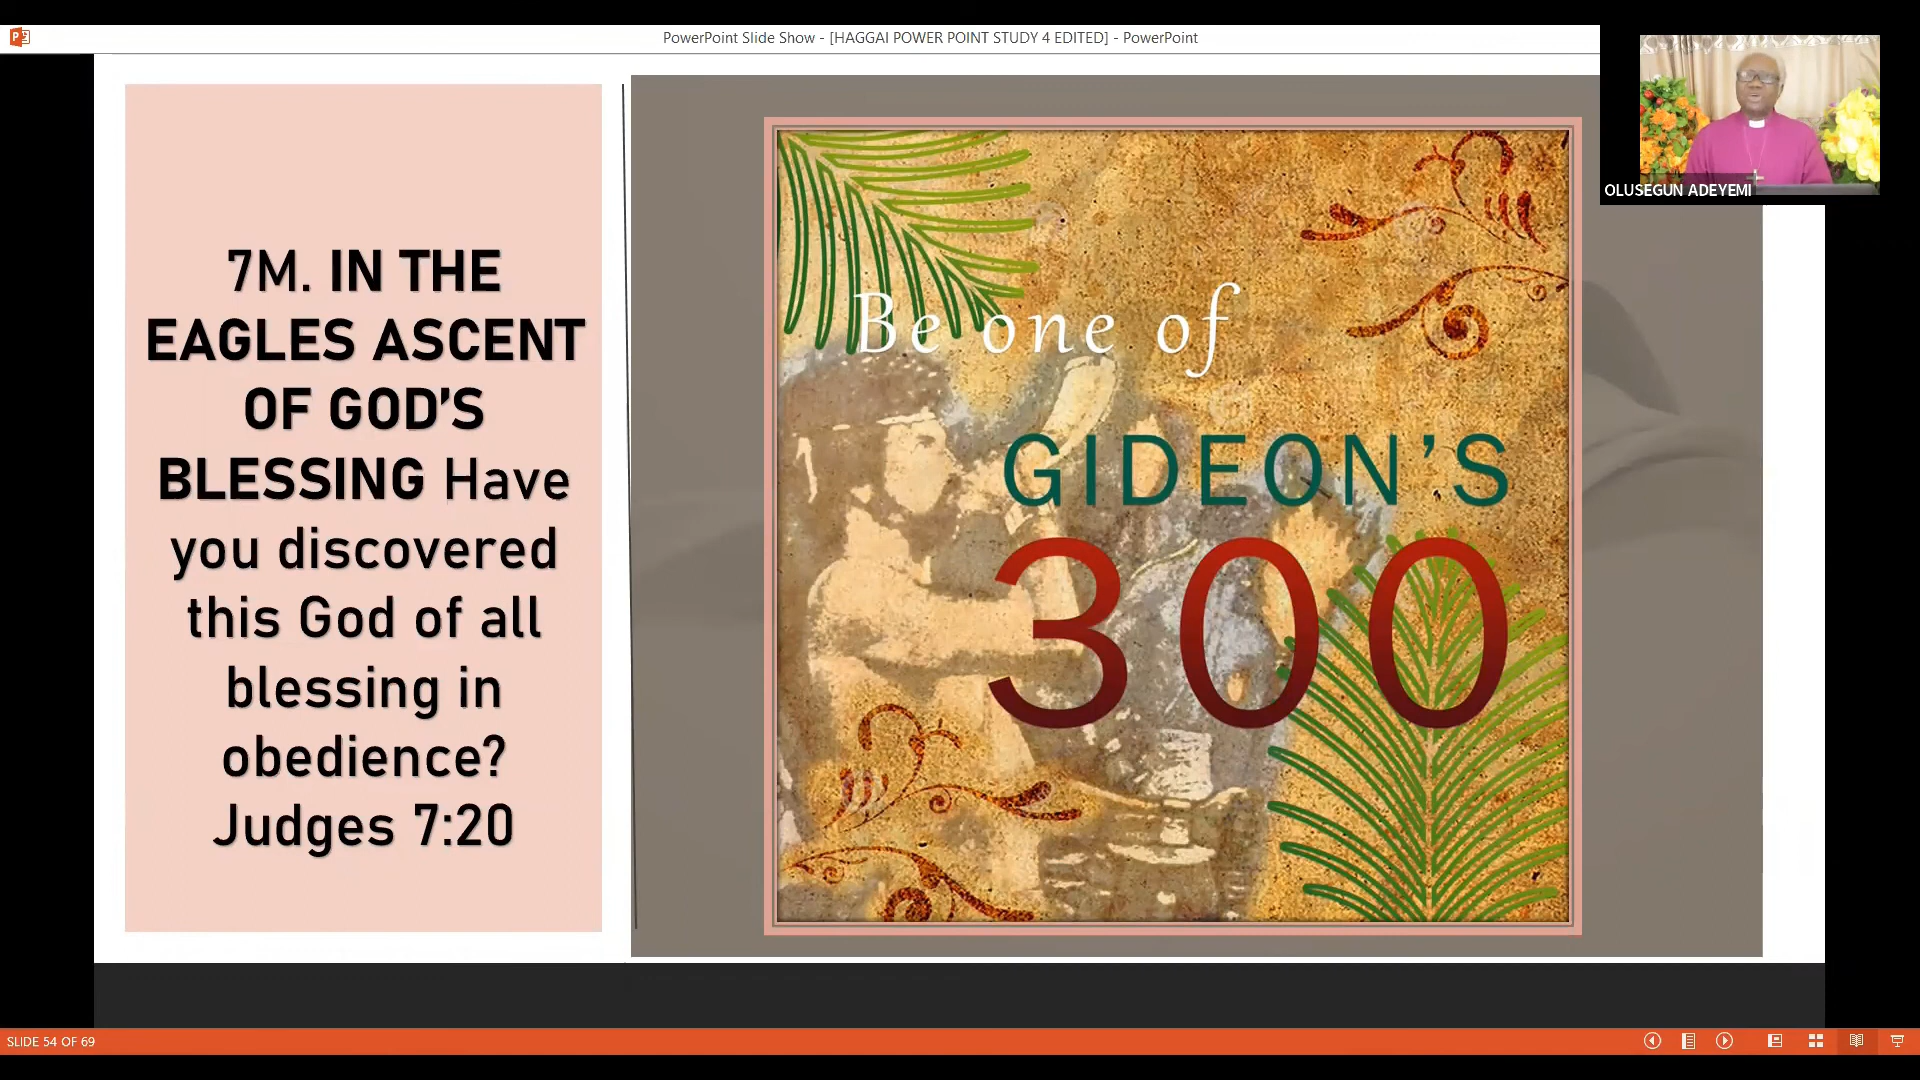 PowerPoint Slide Show - [HAGGAI POWER POINT STUDY 4 EDITED] - PowerPoint
OLUSEGUN ADEYEMI
7M. IN THE
EAGLES ASCENT
OF GOD'S
BLESSING Have
you discovered
this God of all
blessing in
obedience?
Judges 7:20
Be one of
GIDEON'S
300
SLIDE 54 OF 69